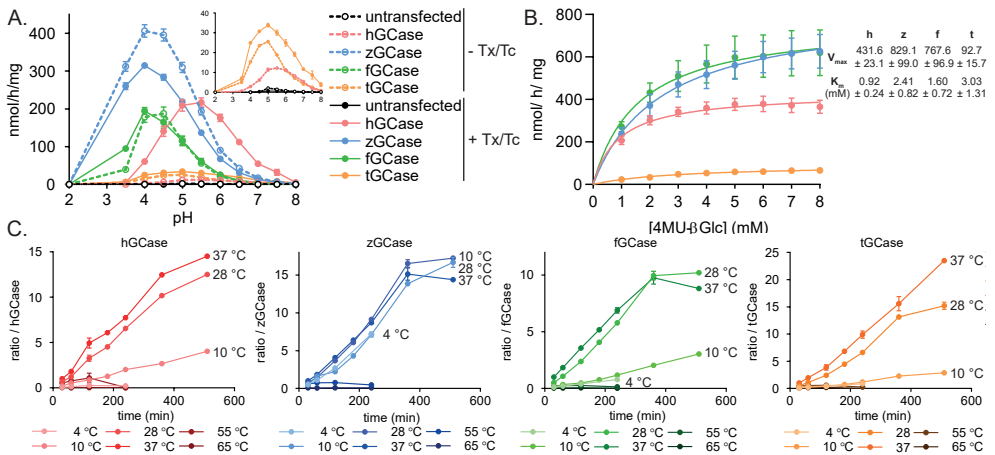 A.
nmol/h/mg
400
300
200
100
0
2 3 4 5 6 7 8
pH
40
30
20
10
0
2 3 4 5 6 7 8
untransfected
hGCase
zGCase
fGCase
tGCase
- Tx/Tc
untransfected
hGCase
zGCase
fGCase
tGCase
+ Tx/Tc
B.
nmol/ h/ mg
800
600
400
200
0
0 1 2 3 4 5 6 7 8
[4MU-βGlc] (mM)
h z f t
Vmax 431.6 829.1 767.6 92.7
± 23.1 ± 99.0 ± 96.9 ± 15.7
Km 0.92 2.41 1.60 3.03
(mM) ± 0.24 ± 0.82 ± 0.72 ± 1.31
C.
hGCase
ratio / hGCase
15
10
5
0
0 200 400 600
time (min)
37 °C
28 °C
10 °C
4 °C 28 °C 55 °C
10 °C 37 °C 65 °C
zGCase
ratio / zGCase
20
15
10
5
0
0 200 400 600
time (min)
10 °C
28 °C
37 °C
4 °C
4 °C 28 °C 55 °C
10 °C 37 °C 65 °C
fGCase
ratio / fGCase
10
5
0
0 200 400 600
time (min)
28 °C
37 °C
10 °C
4 °C
4 °C 28 °C 55 °C
10 °C 37 °C 65 °C
tGCase
ratio / tGCase
25
20
15
10
5
0
0 200 400 600
time (min)
37 °C
28 °C
10 °C
4 °C 28 55 °C
10 °C 37 65 °C